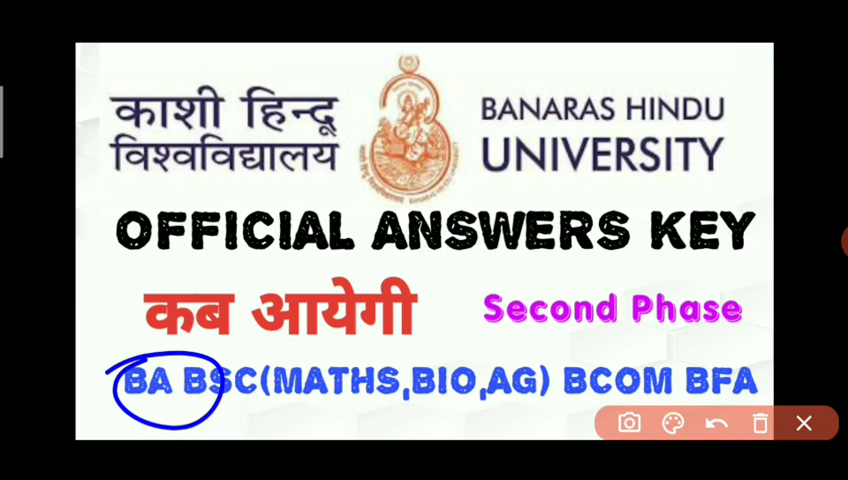 काशी हिन्दू
विश्वविद्यालय
BANARAS HINDU
UNIVERSITY
OFFICIAL ANSWERS KEY
कब आयेगी
Second Phase
BA BSC(MATHS,BIO,AG) BCOM BFA